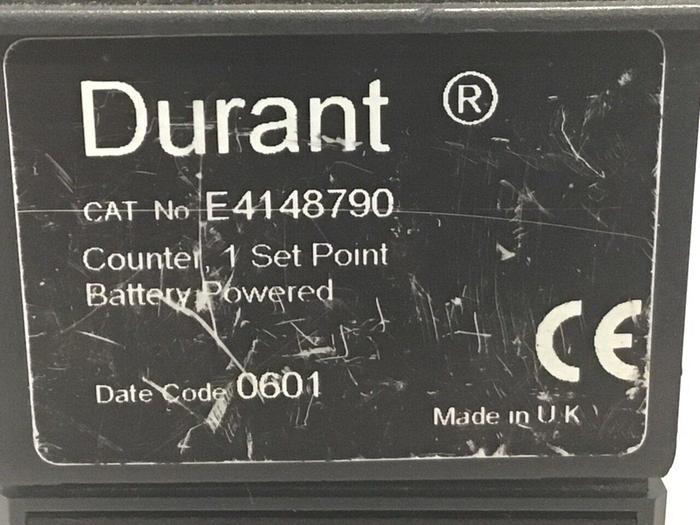 Durant ®
CAT No E4148790
Counter, 1 Set Point
Battery Powered
CE
Date Code 0601
Made in U K